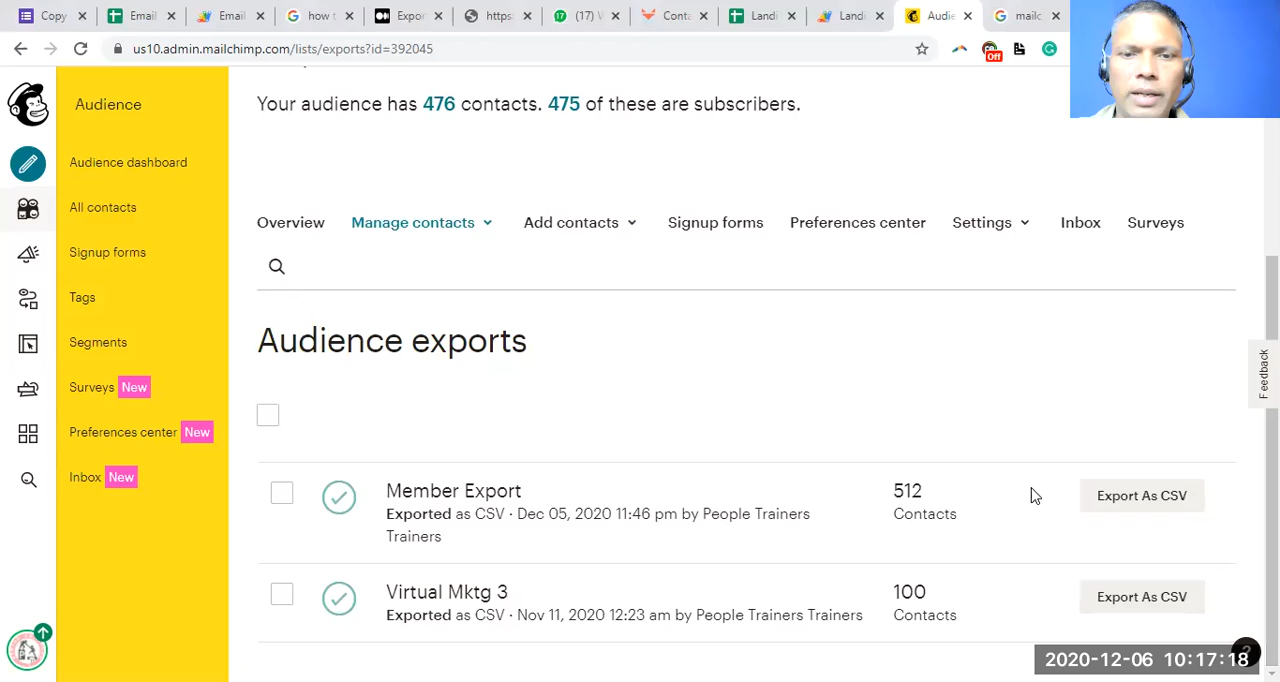 Copy
Email
Email
how t
Expor
https:
(17) V
Conta
Landi
Landi
Audie
mailc
us10.admin.mailchimp.com/lists/exports?id=392045
Off
Audience
Your audience has 476 contacts. 475 of these are subscribers.
Audience dashboard
All contacts
Signup forms
Tags
Segments
Surveys New
Preferences center New
Inbox New
Overview Manage contacts Add contacts Signup forms Preferences center Settings Inbox Surveys
Audience exports
Feedback
Member Export
Exported as CSV · Dec 05, 2020 11:46 pm by People Trainers
Trainers
512
Contacts
Export As CSV
Virtual Mktg 3
Exported as CSV · Nov 11, 2020 12:23 am by People Trainers Trainers
100
Contacts
Export As CSV
2020-12-06 10:17:18